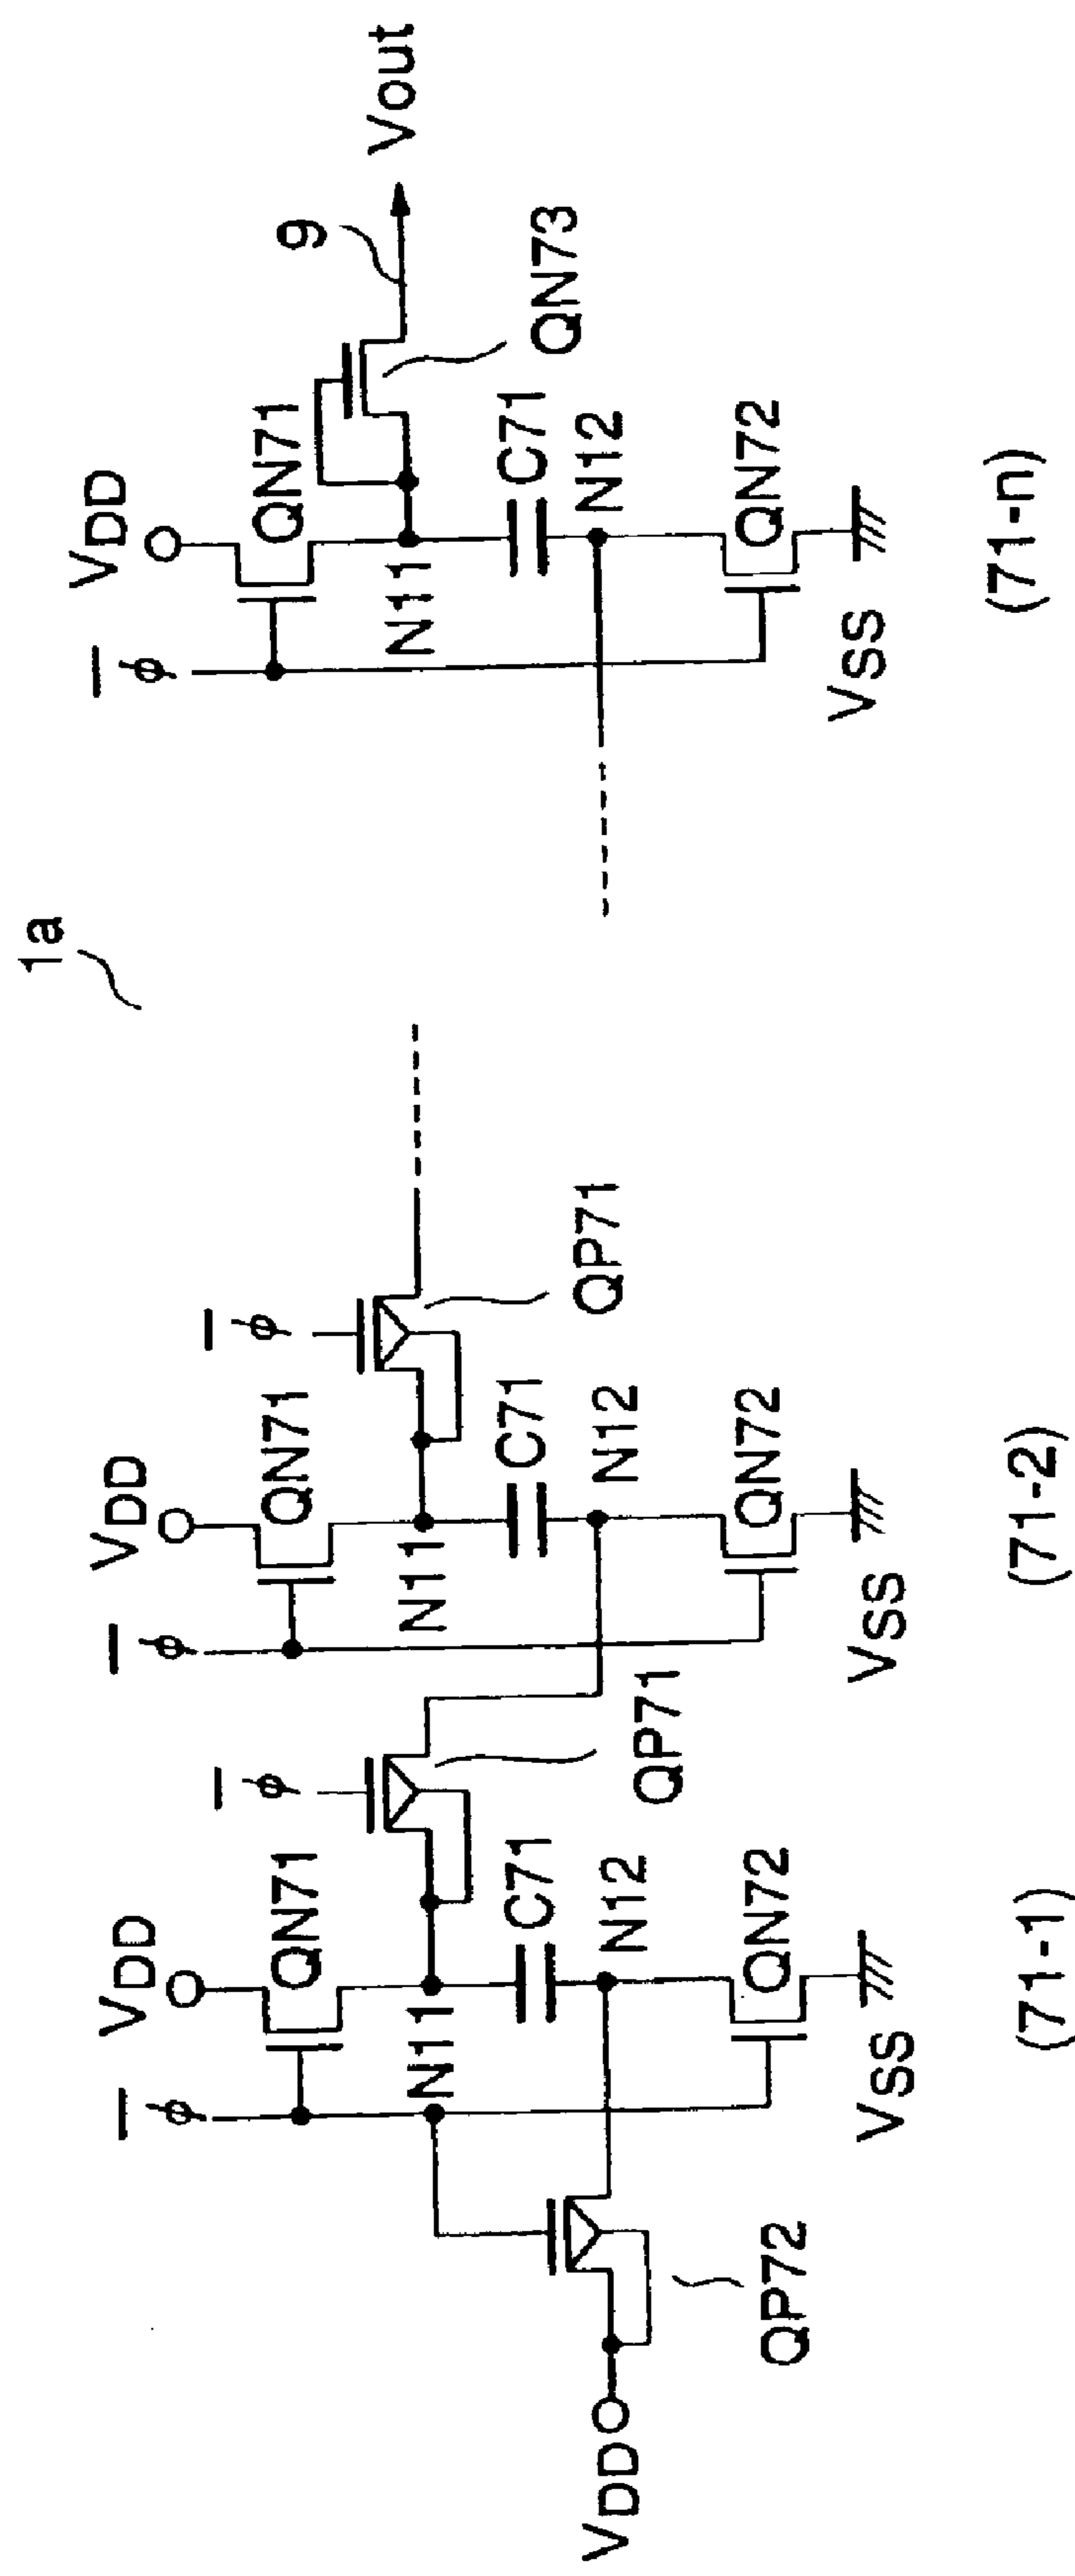 1a
VDD
VDD
VDD
φ
QN71
φ
QP71
φ
QN71
φ
QP71
φ
QN71
9
Vout
QN73
N11
C71
N11
C71
N11
C71
VDD
QP72
N12
N12
N12
QN72
QN72
QN72
VSS
VSS
VSS
(71-1)
(71-2)
(71-n)